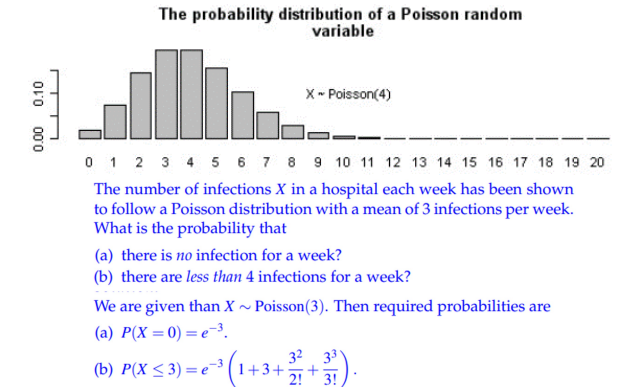 The probability distribution of a Poisson random
variable
0.10
0.00
X ~ Poisson(4)
0 1 2 3 4 5 6 7 8 9 10 11 12 13 14 15 16 17 18 19 20
The number of infections X in a hospital each week has been shown
to follow a Poisson distribution with a mean of 3 infections per week.
What is the probability that
(a) there is no infection for a week?
(b) there are less than 4 infections for a week?
We are given than X ∼ Poisson(3). Then required probabilities are
(a) P(X = 0) = e⁻³.
(b) P(X ≤ 3) = e⁻³ (1 + 3 + 3²/2! + 3³/3!).